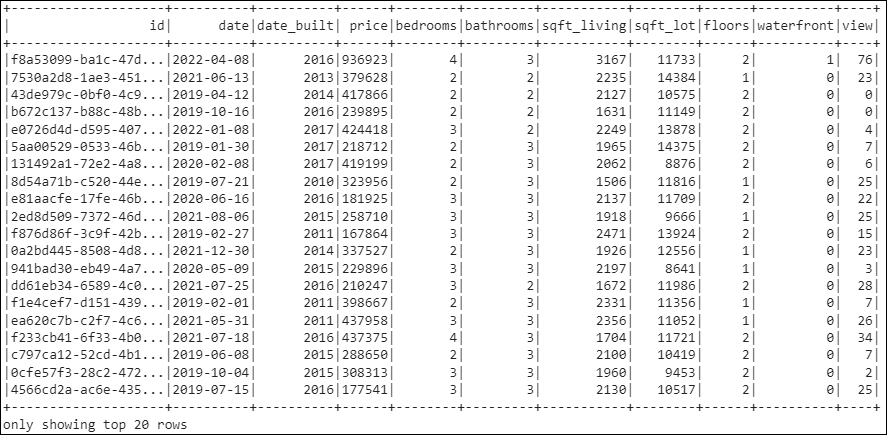 +--------------------+----------+----------+------+--------+---------+-----------+--------+------+----------+----+
|                  id|      date|date_built| price|bedrooms|bathrooms|sqft_living|sqft_lot|floors|waterfront|view|
+--------------------+----------+----------+------+--------+---------+-----------+--------+------+----------+----+
|f8a53099-ba1c-47d...|2022-04-08|      2016|936923|       4|        3|       3167|   11733|     2|         1|  76|
|7530a2d8-1ae3-451...|2021-06-13|      2013|379628|       2|        2|       2235|   14384|     1|         0|  23|
|43de979c-0bf0-4c9...|2019-04-12|      2014|417866|       2|        2|       2127|   10575|     2|         0|   0|
|b672c137-b88c-48b...|2019-10-16|      2016|239895|       2|        2|       1631|   11149|     2|         0|   0|
|e0726d4d-d595-407...|2022-01-08|      2017|424418|       3|        2|       2249|   13878|     2|         0|   4|
|5aa00529-0533-46b...|2019-01-30|      2017|218712|       2|        3|       1965|   14375|     2|         0|   7|
|131492a1-72e2-4a8...|2020-02-08|      2017|419199|       2|        3|       2062|    8876|     2|         0|   6|
|8d54a71b-c520-44e...|2019-07-21|      2010|323956|       2|        3|       1506|   11816|     1|         0|  25|
|e81aacfe-17fe-46b...|2020-06-16|      2016|181925|       3|        3|       2137|   11709|     2|         0|  22|
|2ed8d509-7372-46d...|2021-08-06|      2015|258710|       3|        3|       1918|    9666|     1|         0|  25|
|f876d86f-3c9f-42b...|2019-02-27|      2011|167864|       3|        3|       2471|   13924|     2|         0|  15|
|0a2bd445-8508-4d8...|2021-12-30|      2014|337527|       2|        3|       1926|   12556|     1|         0|  23|
|941bad30-eb49-4a7...|2020-05-09|      2015|229896|       3|        3|       2197|    8641|     1|         0|   3|
|dd61eb34-6589-4c0...|2021-07-25|      2016|210247|       3|        2|       1672|   11986|     2|         0|  28|
|f1e4cef7-d151-439...|2019-02-01|      2011|398667|       2|        3|       2331|   11356|     1|         0|   7|
|ea620c7b-c2f7-4c6...|2021-05-31|      2011|437958|       3|        3|       2356|   11052|     1|         0|  26|
|f233cb41-6f33-4b0...|2021-07-18|      2016|437375|       4|        3|       1704|   11721|     2|         0|  34|
|c797ca12-52cd-4b1...|2019-06-08|      2015|288650|       2|        3|       2100|   10419|     2|         0|   7|
|0cfe57f3-28c2-472...|2019-10-04|      2015|308313|       3|        3|       1960|    9453|     2|         0|   2|
|4566cd2a-ac6e-435...|2019-07-15|      2016|177541|       3|        3|       2130|   10517|     2|         0|  25|
+--------------------+----------+----------+------+--------+---------+-----------+--------+------+----------+----+
only showing top 20 rows